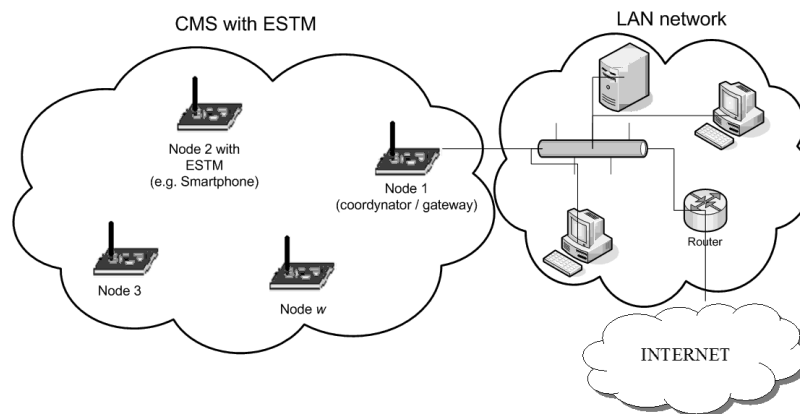 CMS with ESTM
LAN network
Node 2 with
ESTM
(e.g. Smartphone)
Node 1
(coordynator / gateway)
Node 3
Node w
Router
INTERNET